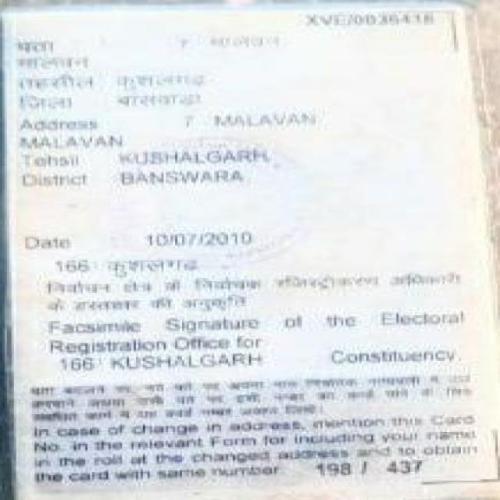 XVE/0036416
पता 7 मालवन
मालवन
तहसील कुशलगढ़
जिला बांसवाडा
Address 7 MALAVAN
MALAVAN
Tehsil KUSHALGARH
District BANSWARA
Date 10/07/2010
166 कुशलगढ़
निर्वाचन क्षेत्र के निर्वाचक रजिस्ट्रीकरण अधिकारी
के हस्ताक्षर की अनुकृति
Facsimile Signature of the Electoral
Registration Office for
166 KUSHALGARH Constituency.
In case of change in address, mention this Card
No. in the relevant Form for including your name
in the roll at the changed address and to obtain
the card with same number. 198 / 437